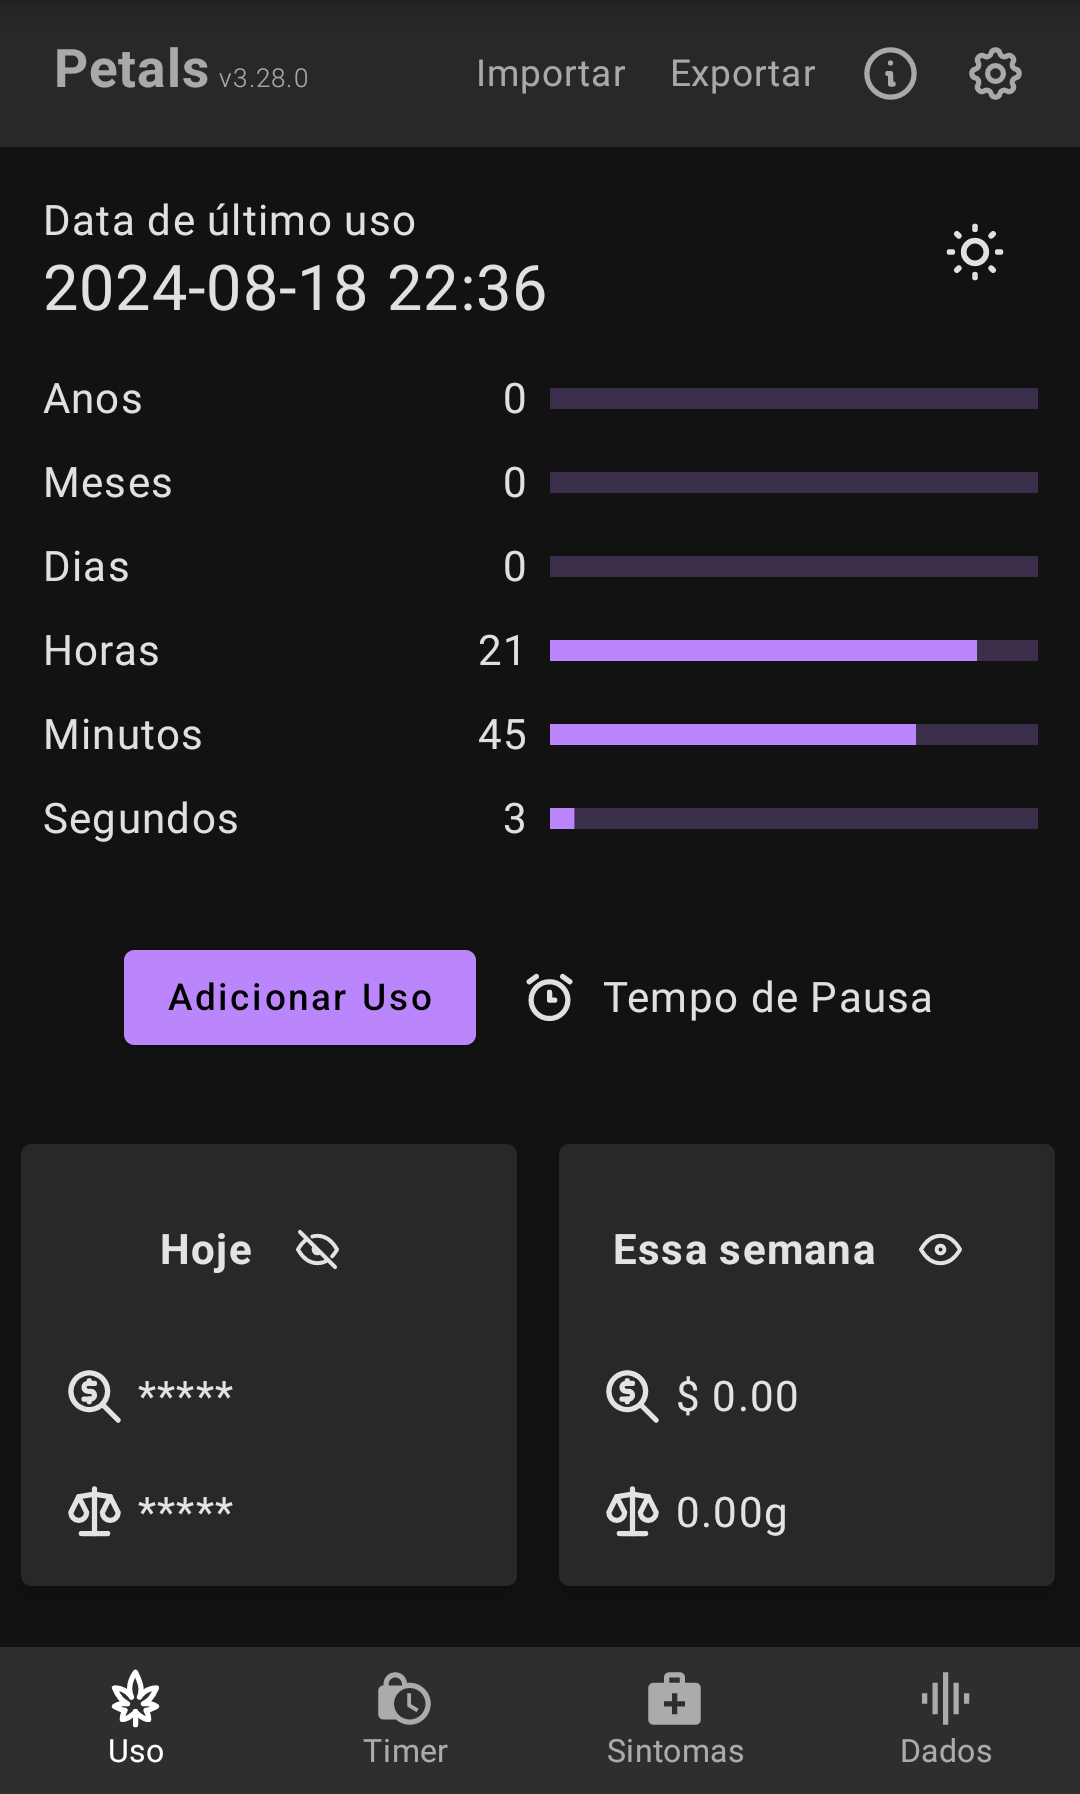 Petals v3.28.0 Importar Exportar
Data de último uso
2024-08-18 22:36
Anos 0
Meses 0
Dias 0
Horas 21
Minutos 45
Segundos 3
Adicionar Uso Tempo de Pausa
Hoje
*****
*****
Essa semana
$ 0.00
0.00g
Uso Timer Sintomas Dados